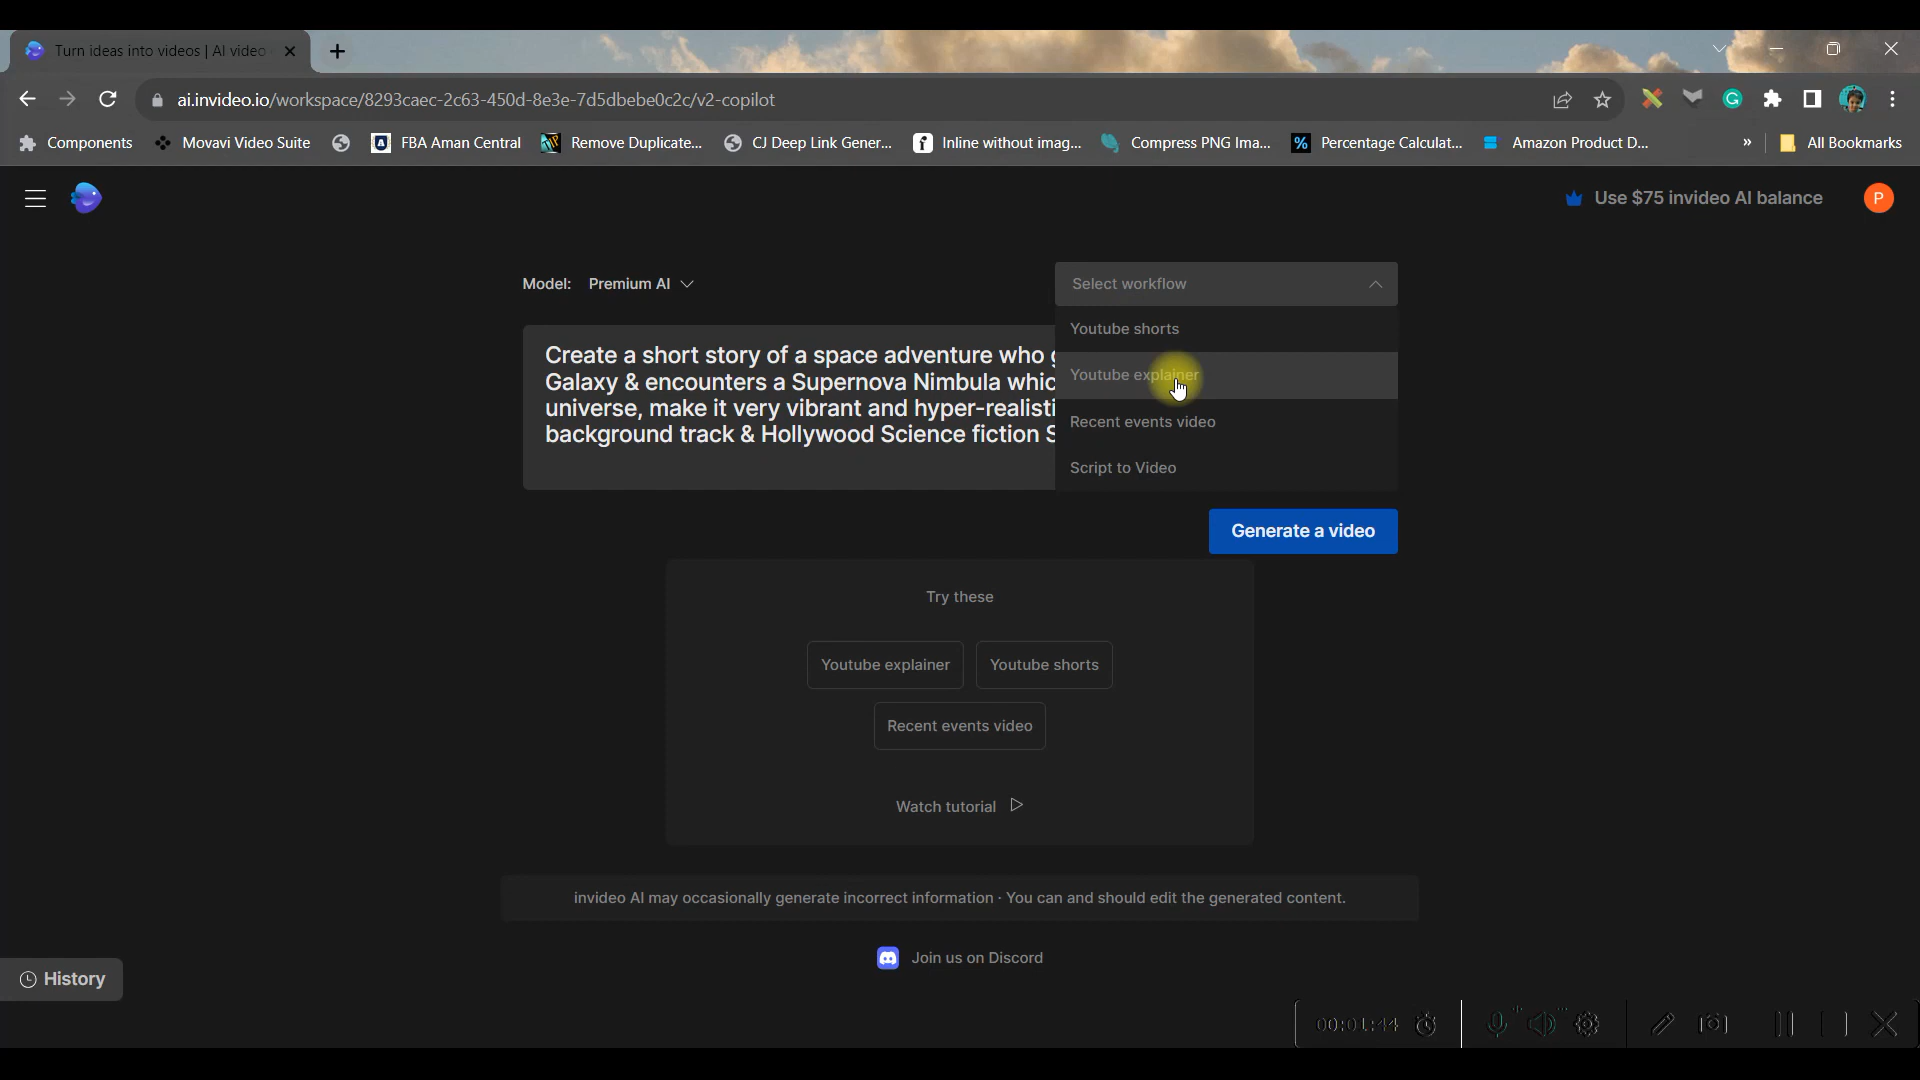 Turn ideas into videos | AI video
ai.invideo.io/workspace/8293caec-2c63-450d-8e3e-7d5dbebe0c2c/v2-copilot
Components
Movavi Video Suite
FBA Aman Central
Remove Duplicate...
CJ Deep Link Gener...
Inline without imag...
Compress PNG Ima...
Percentage Calculat...
Amazon Product D...
»
All Bookmarks
Use $75 invideo AI balance
P
Model: Premium AI
Select workflow
Youtube shorts
Youtube explainer
Recent events video
Script to Video
Create a short story of a space adventure who
Galaxy & encounters a Supernova Nimbula whic
universe, make it very vibrant and hyper-realisti
background track & Hollywood Science fiction S
Generate a video
Try these
Youtube explainer
Youtube shorts
Recent events video
Watch tutorial
invideo AI may occasionally generate incorrect information · You can and should edit the generated content.
Join us on Discord
History
00:01:44